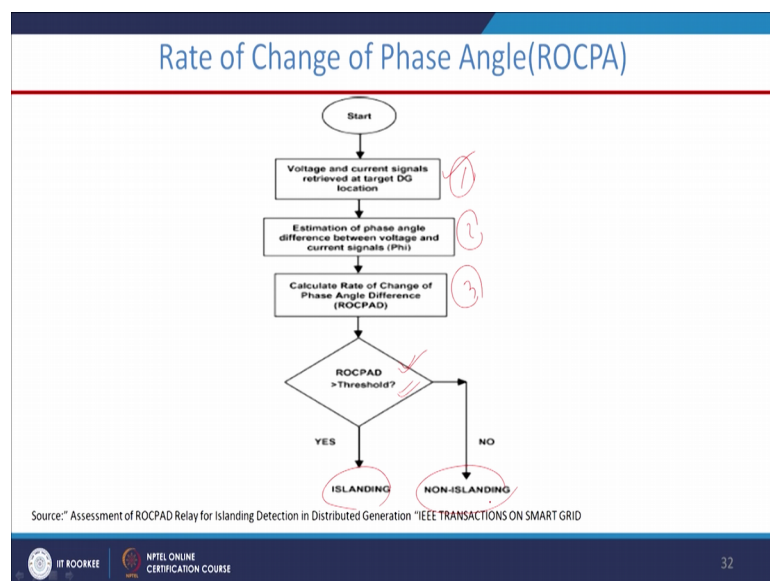 Rate of Change of Phase Angle(ROCPA)
Start
Voltage and current signals
retrieved at target DG
location
1
Estimation of phase angle
difference between voltage and
current signals (Phi)
2
Calculate Rate of Change of
Phase Angle Difference
(ROCPAD)
3
ROCPAD
>Threshold?
YES
NO
ISLANDING
NON-ISLANDING
Source:" Assessment of ROCPAD Relay for Islanding Detection in Distributed Generation "IEEE TRANSACTIONS ON SMART GRID
IIT ROORKEE
NPTEL ONLINE
CERTIFICATION COURSE
32